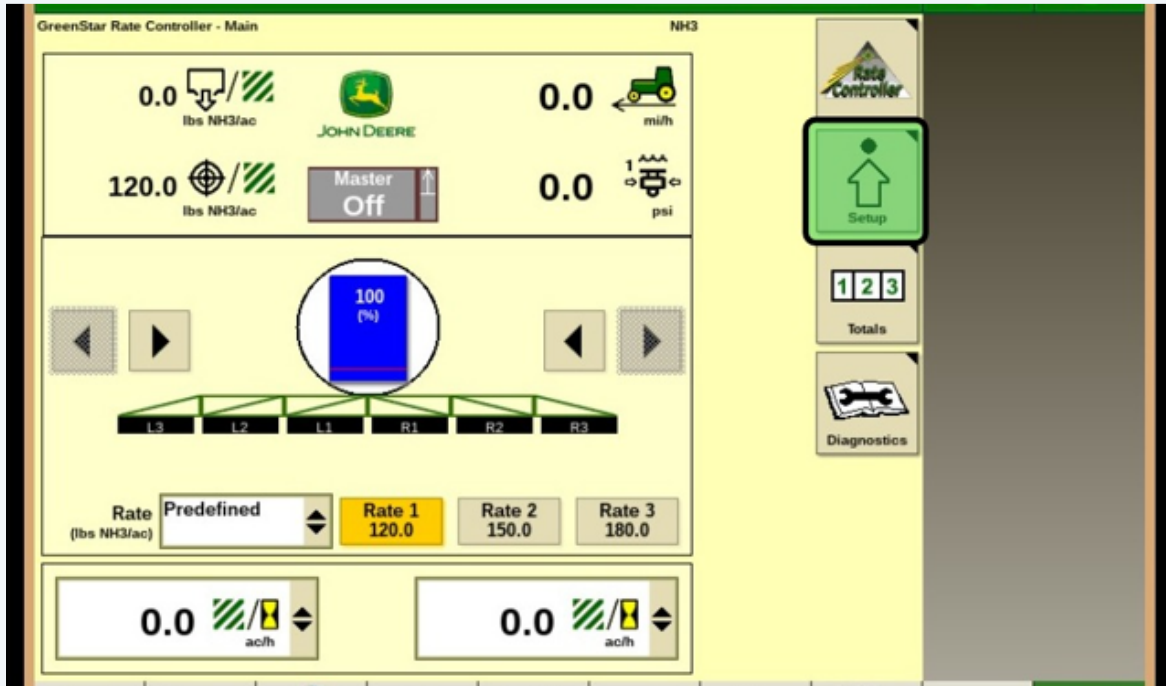 GreenStar Rate Controller - Main
NH3
0.0
lbs NH3/ac
JOHN DEERE
0.0
mi/h
120.0
lbs NH3/ac
Master
Off
0.0
1
psi
100
(%)
L3 L2 L1 R1 R2 R3
Rate
(lbs NH3/ac)
Predefined
Rate 1
120.0
Rate 2
150.0
Rate 3
180.0
0.0
ac/h
0.0
ac/h
Rate
Controller
Setup
1 2 3
Totals
Diagnostics